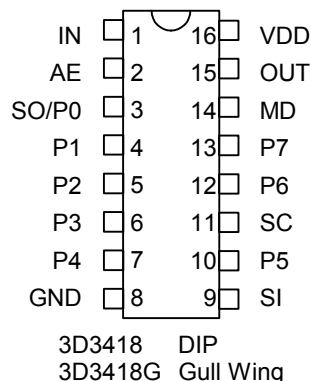 IN 1 16 VDD
AE 2 15 OUT
SO/P0 3 14 MD
P1 4 13 P7
P2 5 12 P6
P3 6 11 SC
P4 7 10 P5
GND 8 9 SI
3D3418 DIP
3D3418G Gull Wing